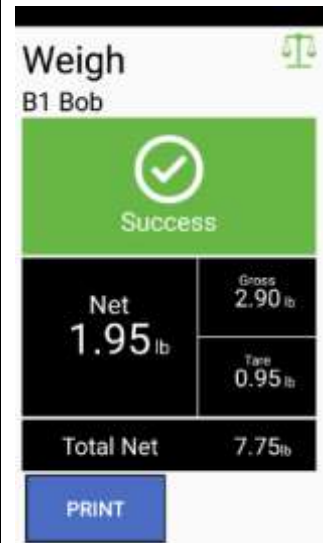 Weigh
B1 Bob
Success
Net
1.95 lb
Gross
2.90 lb
Tare
0.95 lb
Total Net 7.75lb
PRINT